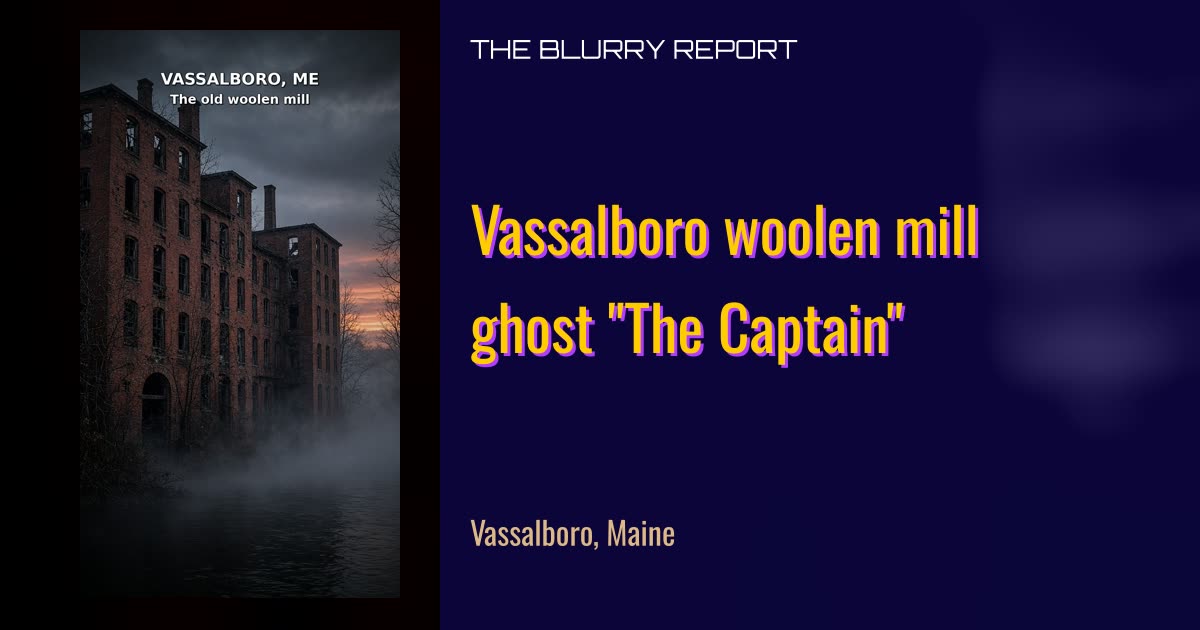 VASSALBORO, ME
The old woolen mill
THE BLURRY REPORT
Vassalboro woolen mill
ghost "The Captain"
Vassalboro, Maine